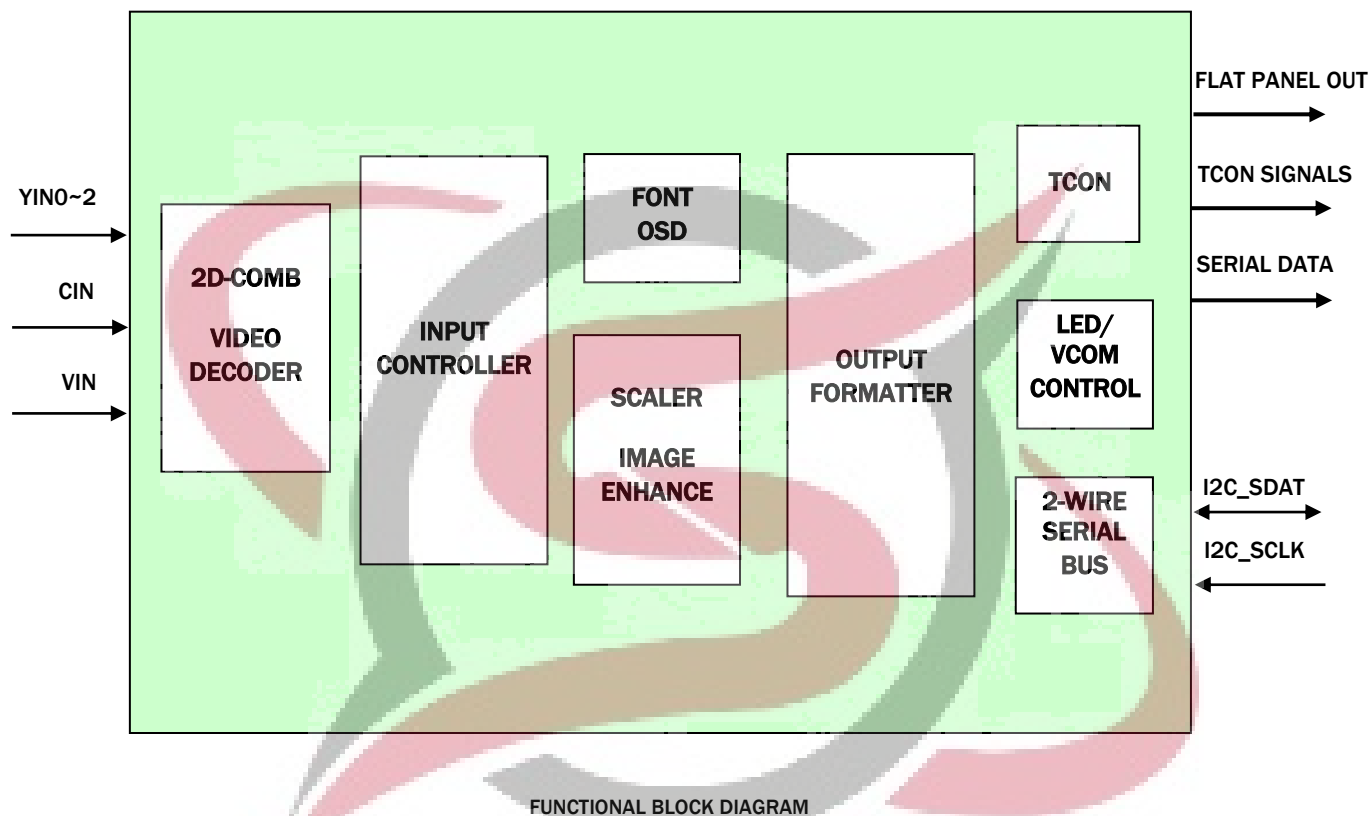 YIN0~2
CIN
VIN
2D-COMB
VIDEO
DECODER
INPUT
CONTROLLER
FONT
OSD
SCALER
IMAGE
ENHANCE
OUTPUT
FORMATTER
TCON
LED/
VCOM
CONTROL
2-WIRE
SERIAL
BUS
FLAT PANEL OUT
TCON SIGNALS
SERIAL DATA
I2C_SDAT
I2C_SCLK
FUNCTIONAL BLOCK DIAGRAM